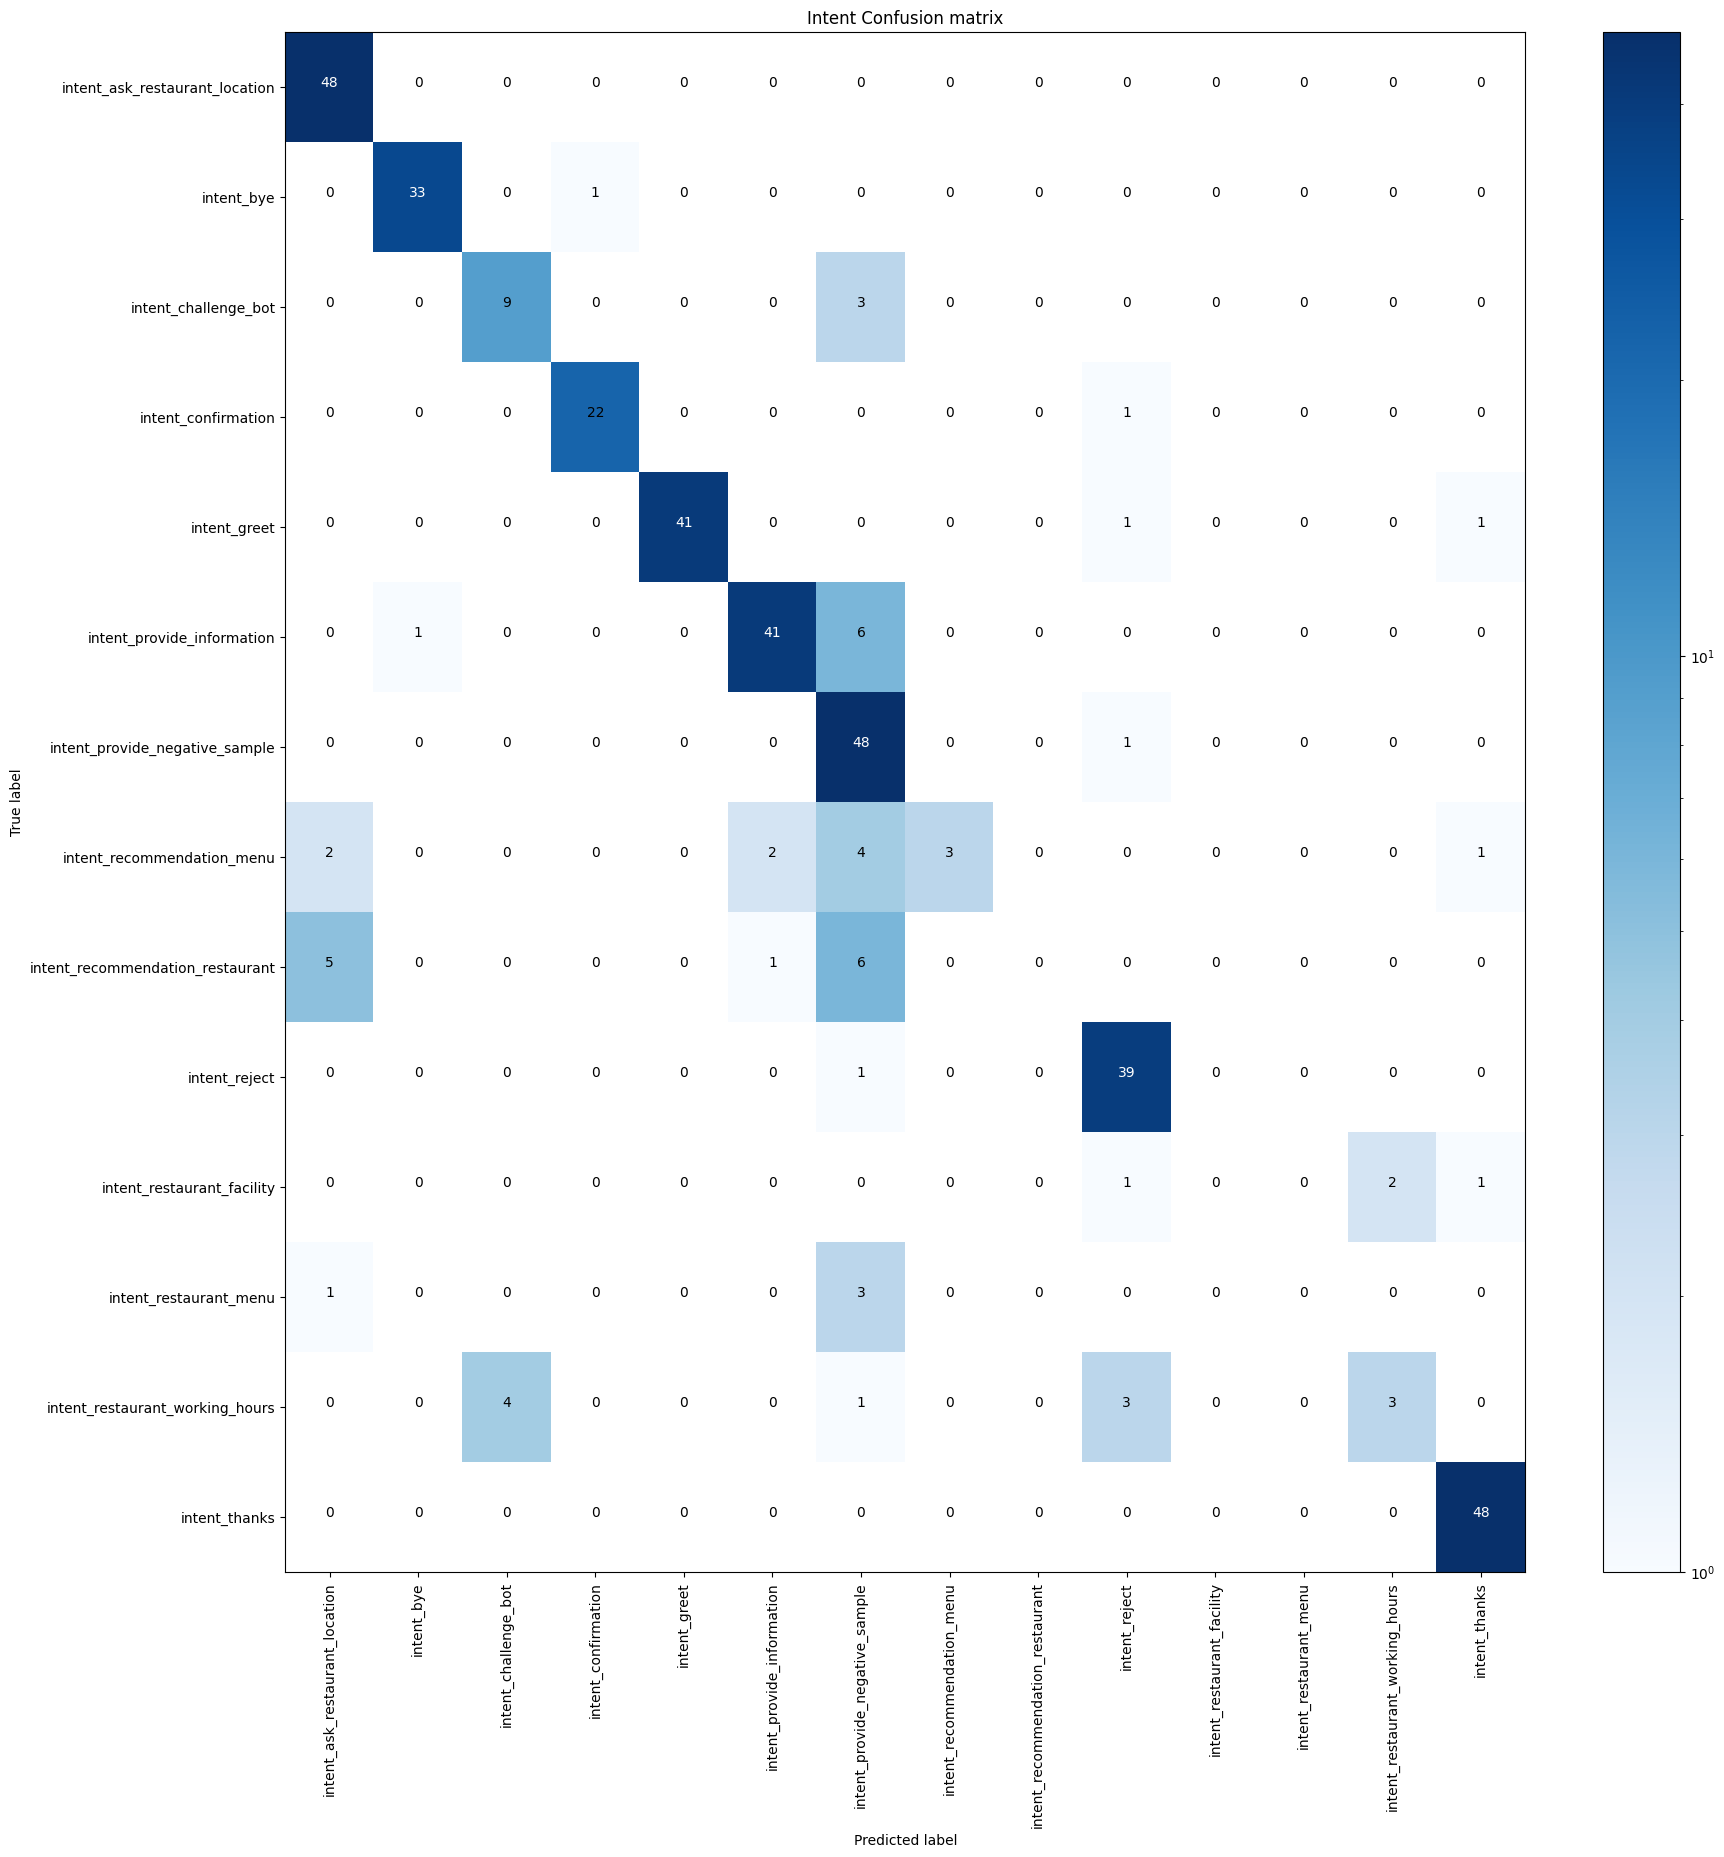 Intent Confusion matrix
intent_ask_restaurant_location 48 0 0 0 0 0 0 0 0 0 0 0 0 0
intent_bye 0 33 0 1 0 0 0 0 0 0 0 0 0 0
intent_challenge_bot 0 0 9 0 0 0 3 0 0 0 0 0 0 0
intent_confirmation 0 0 0 22 0 0 0 0 0 1 0 0 0 0
intent_greet 0 0 0 0 41 0 0 0 0 1 0 0 0 1
intent_provide_information 0 1 0 0 0 41 6 0 0 0 0 0 0 0
intent_provide_negative_sample 0 0 0 0 0 0 48 0 0 1 0 0 0 0
intent_recommendation_menu 2 0 0 0 0 2 4 3 0 0 0 0 0 1
intent_recommendation_restaurant 5 0 0 0 0 1 6 0 0 0 0 0 0 0
intent_reject 0 0 0 0 0 0 1 0 0 39 0 0 0 0
intent_restaurant_facility 0 0 0 0 0 0 0 0 0 1 0 0 2 1
intent_restaurant_menu 1 0 0 0 0 0 3 0 0 0 0 0 0 0
intent_restaurant_working_hours 0 0 4 0 0 0 1 0 0 3 0 0 3 0
intent_thanks 0 0 0 0 0 0 0 0 0 0 0 0 0 48
True label
intent_ask_restaurant_location
intent_bye
intent_challenge_bot
intent_confirmation
intent_greet
intent_provide_information
intent_provide_negative_sample
intent_recommendation_menu
intent_recommendation_restaurant
intent_reject
intent_restaurant_facility
intent_restaurant_menu
intent_restaurant_working_hours
intent_thanks
Predicted label
10¹
10⁰